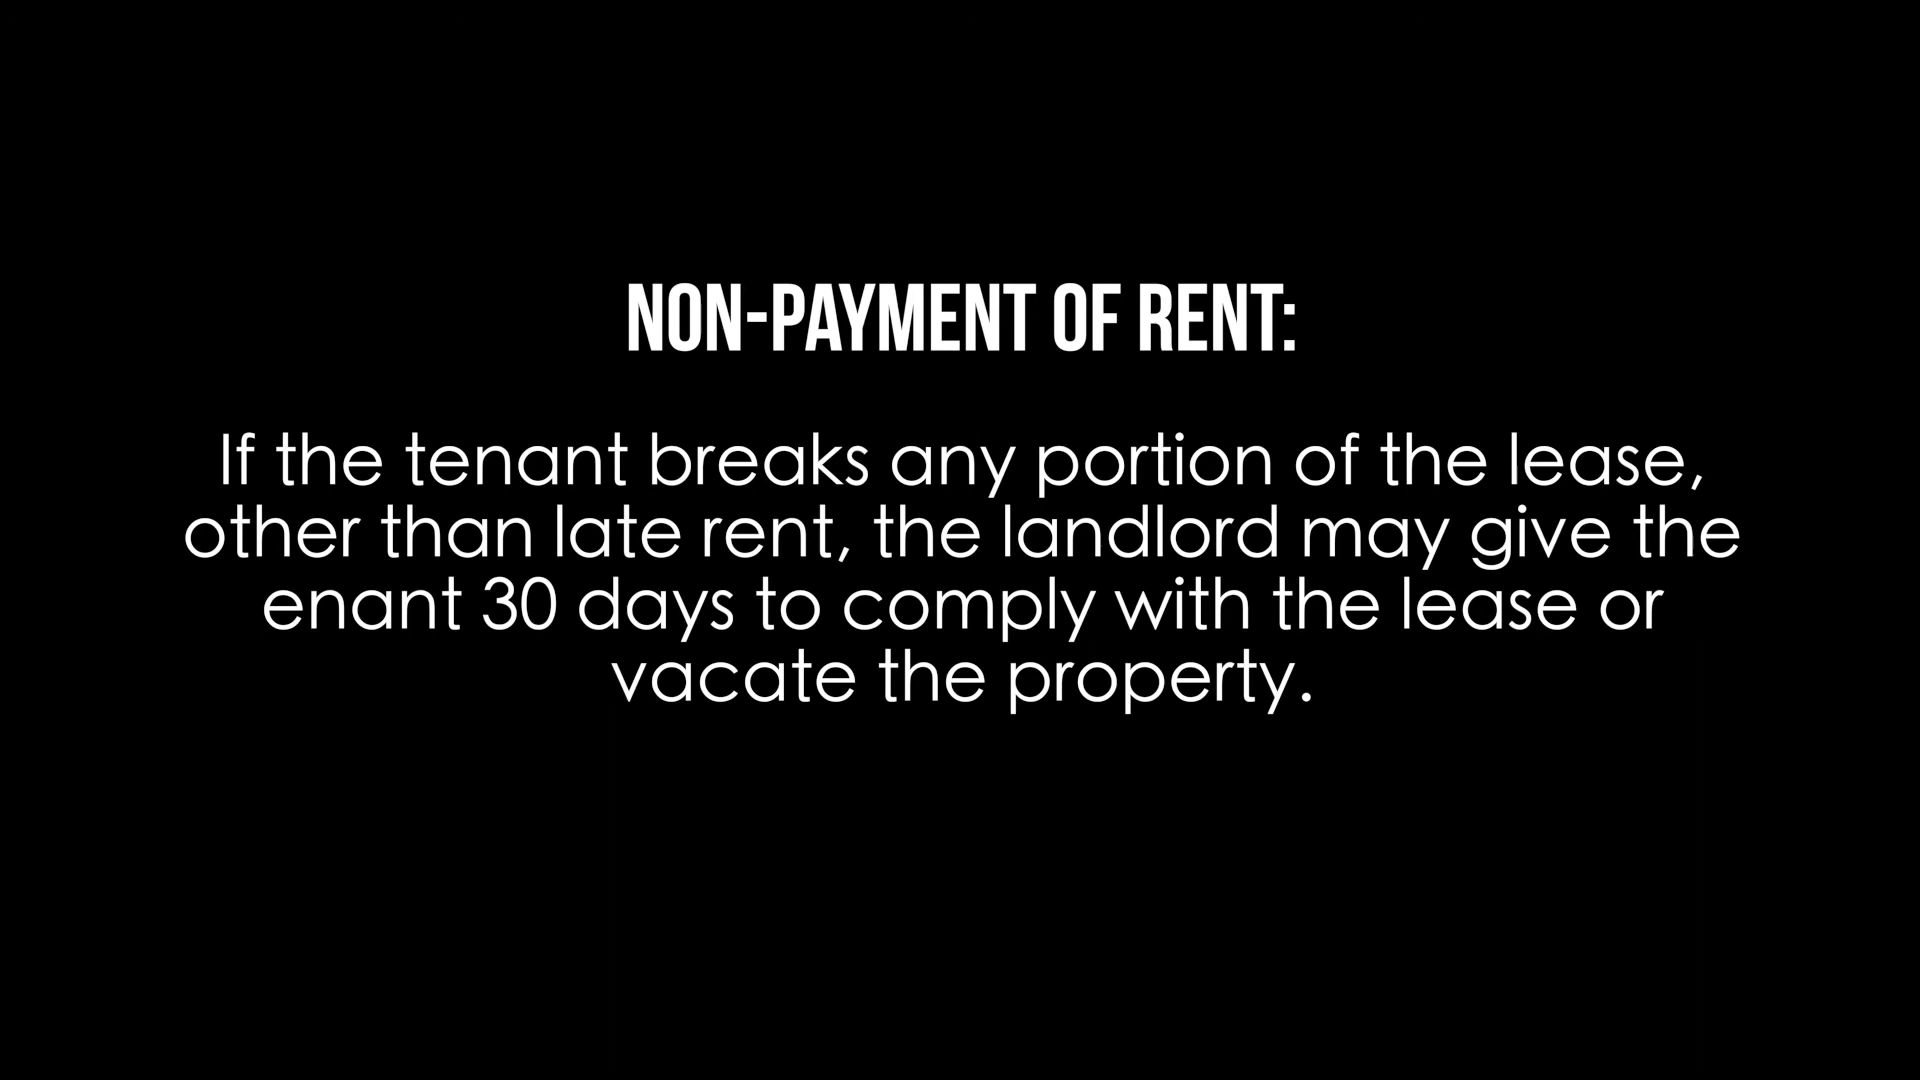 NON-PAYMENT OF RENT:
If the tenant breaks any portion of the lease,
other than late rent, the landlord may give the
enant 30 days to comply with the lease or
vacate the property.